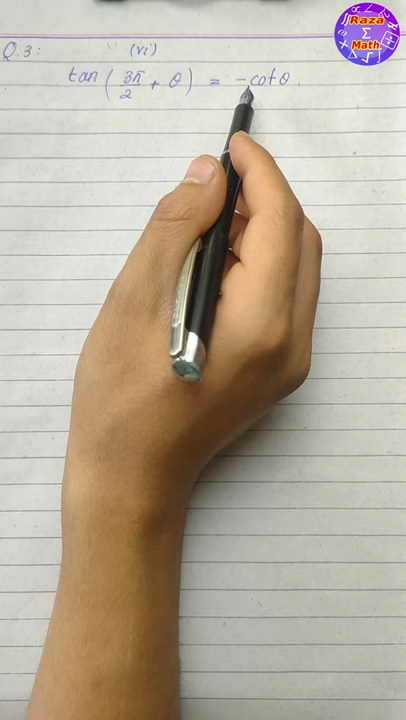 Raza
Σ
Math
Q.3: (vi)
tan ( 3π/2 + θ ) = -cotθ